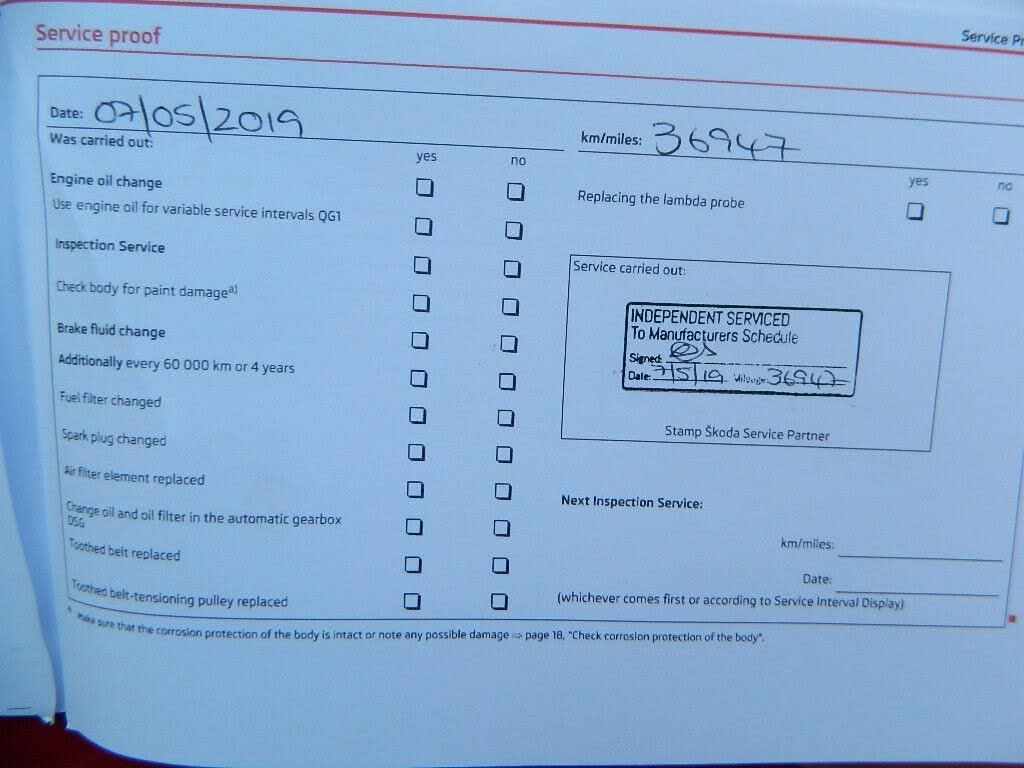 Service proof
Service Pr
Date: 07/05/2019
km/miles: 36947
Was carried out:
yes no
yes no
Engine oil change
Replacing the lambda probe
Use engine oil for variable service intervals QG1
Inspection Service
Check body for paint damage a)
Brake fluid change
Additionally every 60 000 km or 4 years
Fuel filter changed
Spark plug changed
Air filter element replaced
Change oil and oil filter in the automatic gearbox
DSG
Toothed belt replaced
Toothed belt-tensioning pulley replaced
Service carried out:
INDEPENDENT SERVICED
To Manufacturers Schedule
Signed:
Date: 7/5/19 Mileage 36947
Stamp Škoda Service Partner
Next Inspection Service:
km/miles:
Date:
(whichever comes first or according to Service Interval Display)
a) Make sure that the corrosion protection of the body is intact or note any possible damage ⇒ page 18, "Check corrosion protection of the body".